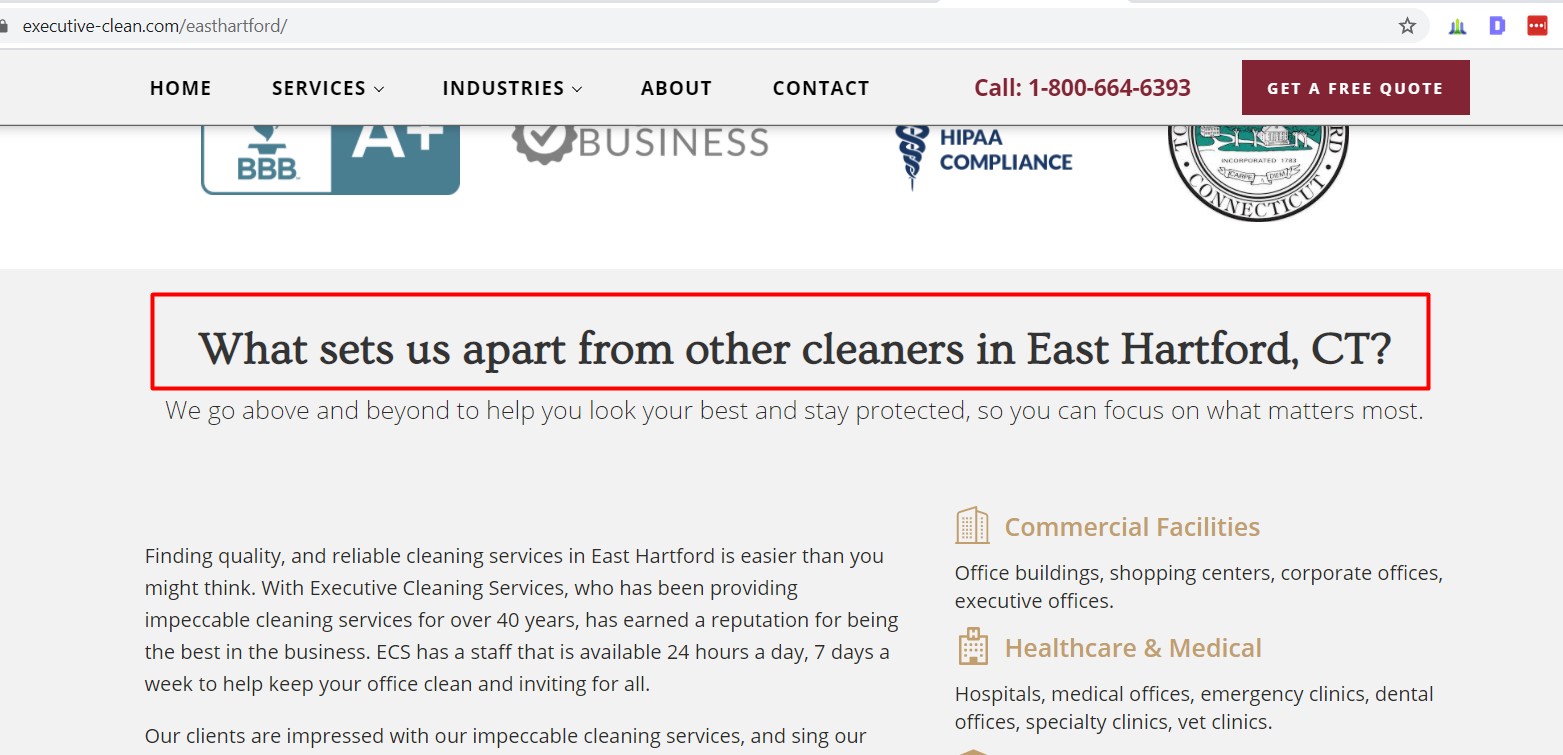 executive-clean.com/easthartford/
HOME SERVICES INDUSTRIES ABOUT CONTACT Call: 1-800-664-6393 GET A FREE QUOTE
BBB A+
BUSINESS
HIPAA
COMPLIANCE
INCORPORATED 1783
CONNECTICUT
What sets us apart from other cleaners in East Hartford, CT?
We go above and beyond to help you look your best and stay protected, so you can focus on what matters most.
Finding quality, and reliable cleaning services in East Hartford is easier than you
might think. With Executive Cleaning Services, who has been providing
impeccable cleaning services for over 40 years, has earned a reputation for being
the best in the business. ECS has a staff that is available 24 hours a day, 7 days a
week to help keep your office clean and inviting for all.
Our clients are impressed with our impeccable cleaning services, and sing our
Commercial Facilities
Office buildings, shopping centers, corporate offices,
executive offices.
Healthcare & Medical
Hospitals, medical offices, emergency clinics, dental
offices, specialty clinics, vet clinics.